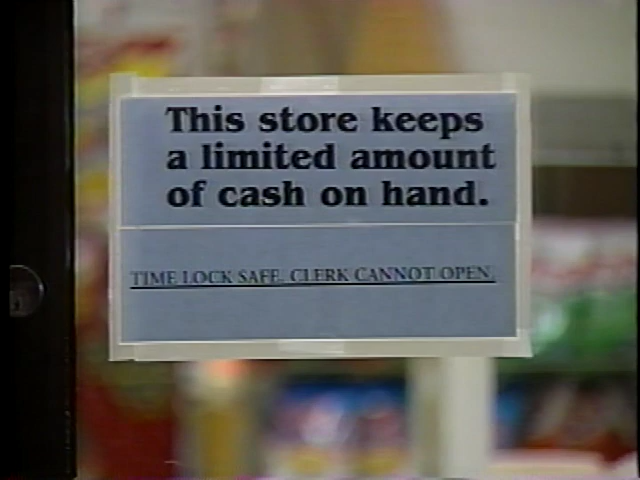 This store keeps
a limited amount
of cash on hand.
TIME LOCK SAFE. CLERK CANNOT OPEN.